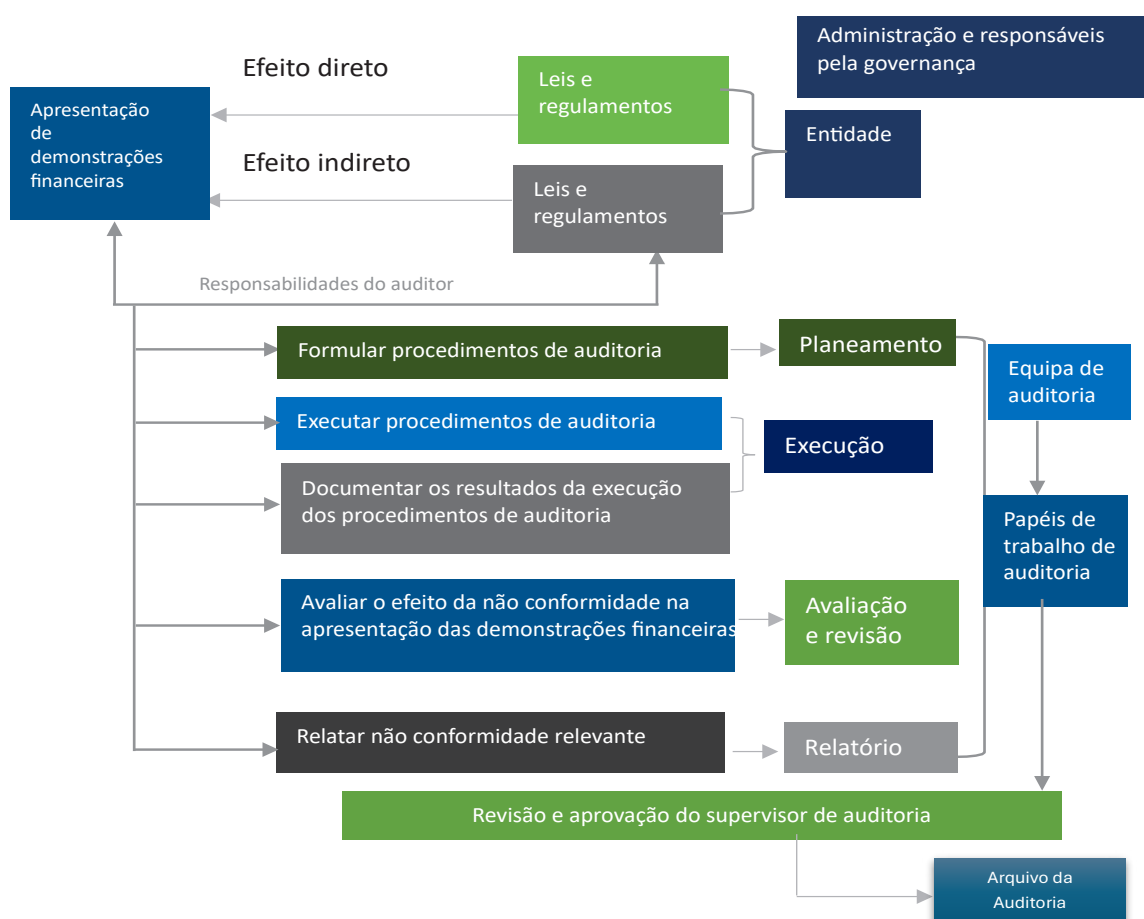 Administração e responsáveis
pela governança
Efeito direto
Leis e
regulamentos
Apresentação
de
demonstrações
financeiras
Entidade
Efeito indireto
Leis e
regulamentos
Responsabilidades do auditor
Formular procedimentos de auditoria
Planeamento
Equipa de
auditoria
Executar procedimentos de auditoria
Execução
Documentar os resultados da execução
dos procedimentos de auditoria
Papéis de
trabalho de
auditoria
Avaliar o efeito da não conformidade na
apresentação das demonstrações financeiras
Avaliação
e revisão
Relatar não conformidade relevante
Relatório
Revisão e aprovação do supervisor de auditoria
Arquivo da
Auditoria